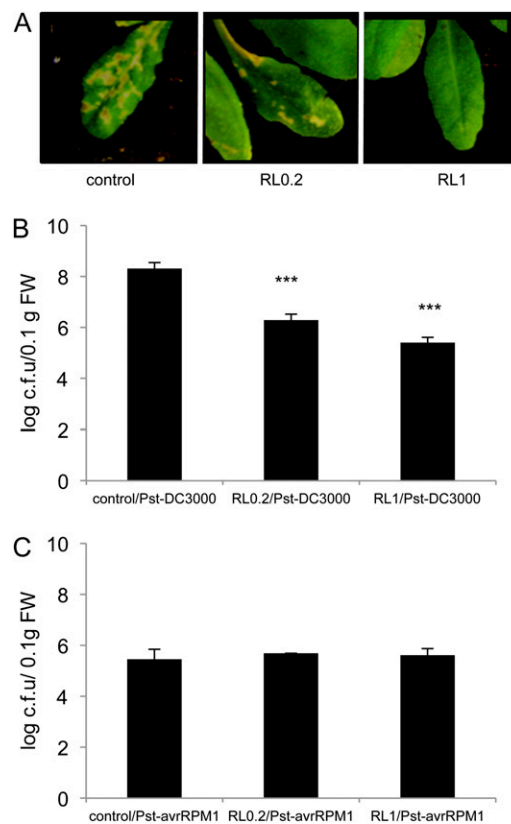 A
control RL0.2 RL1
B
log c.f.u/0.1 g FW
10
8
6
4
2
0
***
***
control/Pst-DC3000 RL0.2/Pst-DC3000 RL1/Pst-DC3000
C
log c.f.u/ 0.1g FW
10
8
6
4
2
0
control/Pst-avrRPM1 RL0.2/Pst-avrRPM1 RL1/Pst-avrRPM1